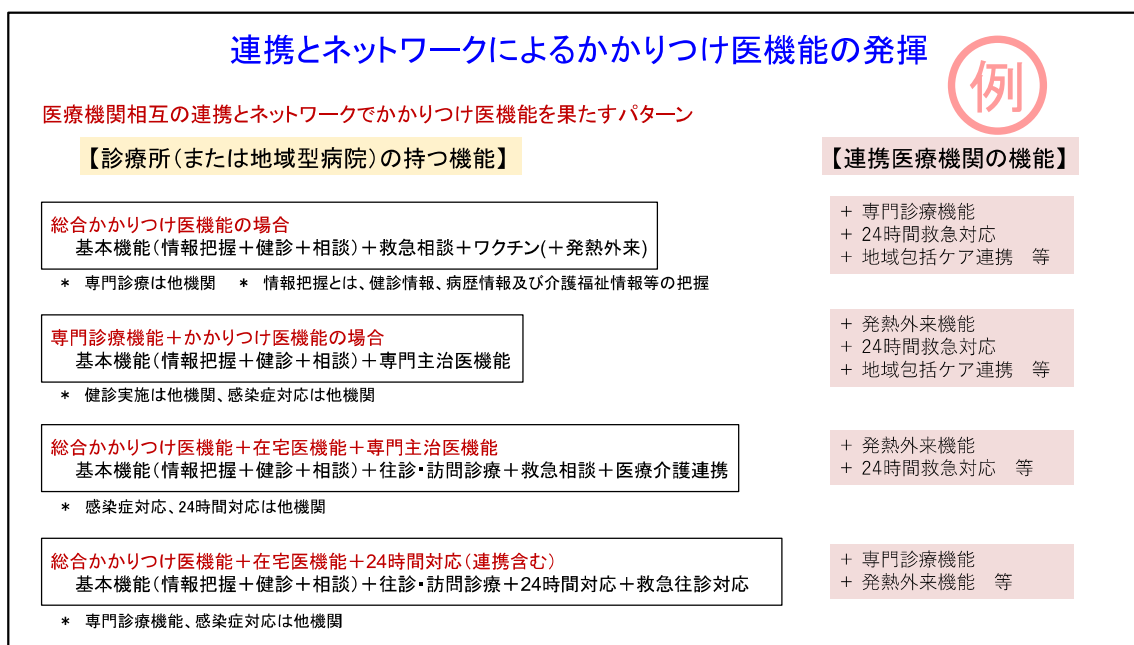 連携とネットワークによるかかりつけ医機能の発揮
例
医療機関相互の連携とネットワークでかかりつけ医機能を果たすパターン
【診療所(または地域型病院)の持つ機能】
【連携医療機関の機能】
総合かかりつけ医機能の場合
基本機能(情報把握+健診+相談)+救急相談+ワクチン(+発熱外来)
* 専門診療は他機関 * 情報把握とは、健診情報、病歴情報及び介護福祉情報等の把握
+ 専門診療機能
+ 24時間救急対応
+ 地域包括ケア連携 等
専門診療機能+かかりつけ医機能の場合
基本機能(情報把握+健診+相談)+専門主治医機能
* 健診実施は他機関、感染症対応は他機関
+ 発熱外来機能
+ 24時間救急対応
+ 地域包括ケア連携 等
総合かかりつけ医機能+在宅医機能+専門主治医機能
基本機能(情報把握+健診+相談)+往診・訪問診療+救急相談+医療介護連携
* 感染症対応、24時間対応は他機関
+ 発熱外来機能
+ 24時間救急対応 等
総合かかりつけ医機能+在宅医機能+24時間対応(連携含む)
基本機能(情報把握+健診+相談)+往診・訪問診療+24時間対応+救急往診対応
* 専門診療機能、感染症対応は他機関
+ 専門診療機能
+ 発熱外来機能 等